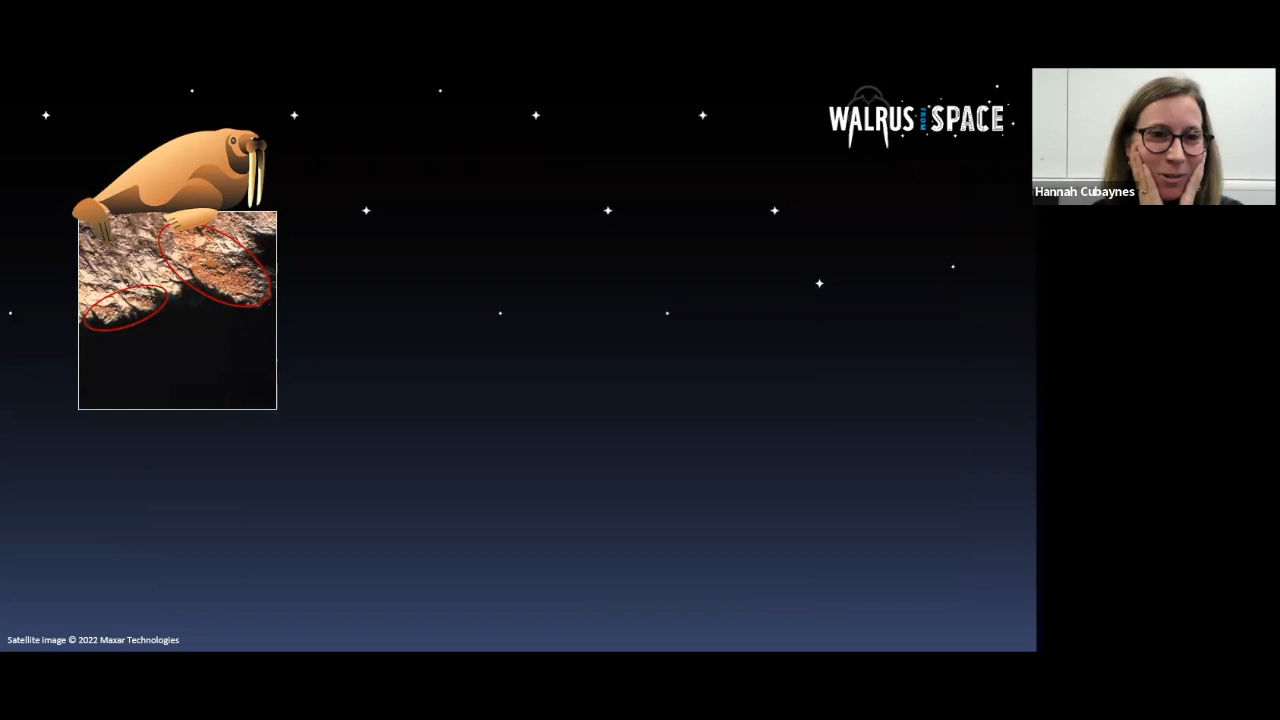 WALRUS FROM SPACE
Hannah Cubaynes
Satellite image © 2022 Maxar Technologies